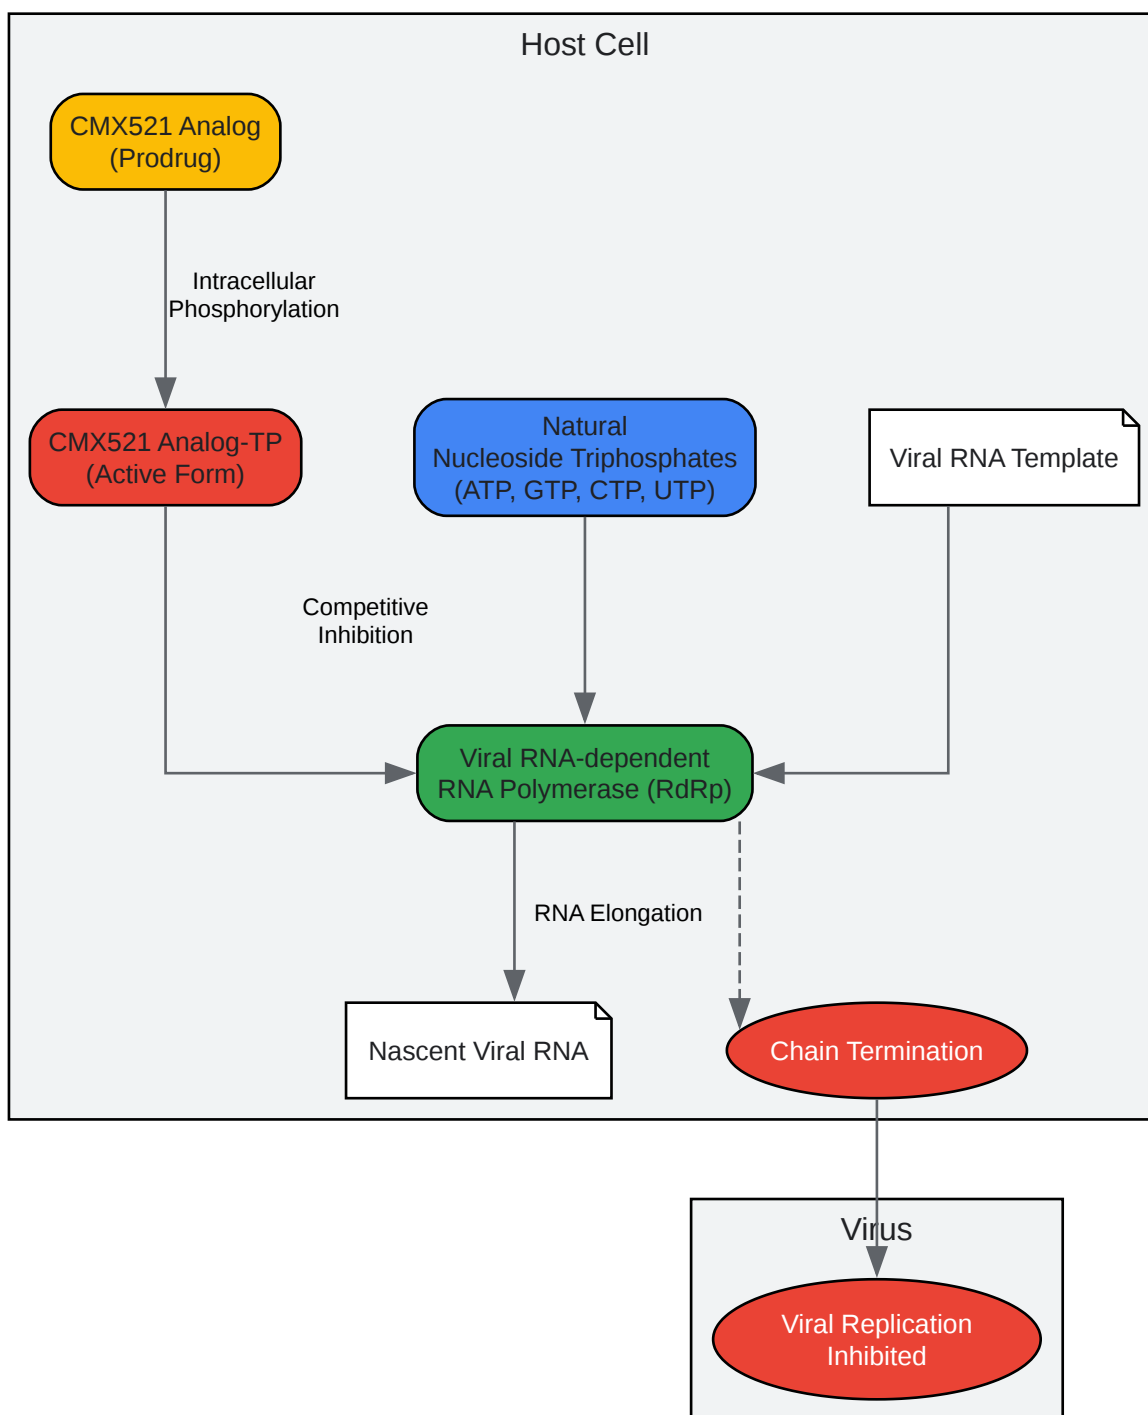 Host Cell
CMX521 Analog
(Prodrug)
Intracellular
Phosphorylation
CMX521 Analog-TP
(Active Form)
Natural
Nucleoside Triphosphates
(ATP, GTP, CTP, UTP)
Viral RNA Template
Competitive
Inhibition
Viral RNA-dependent
RNA Polymerase (RdRp)
RNA Elongation
Nascent Viral RNA
Chain Termination
Virus
Viral Replication
Inhibited